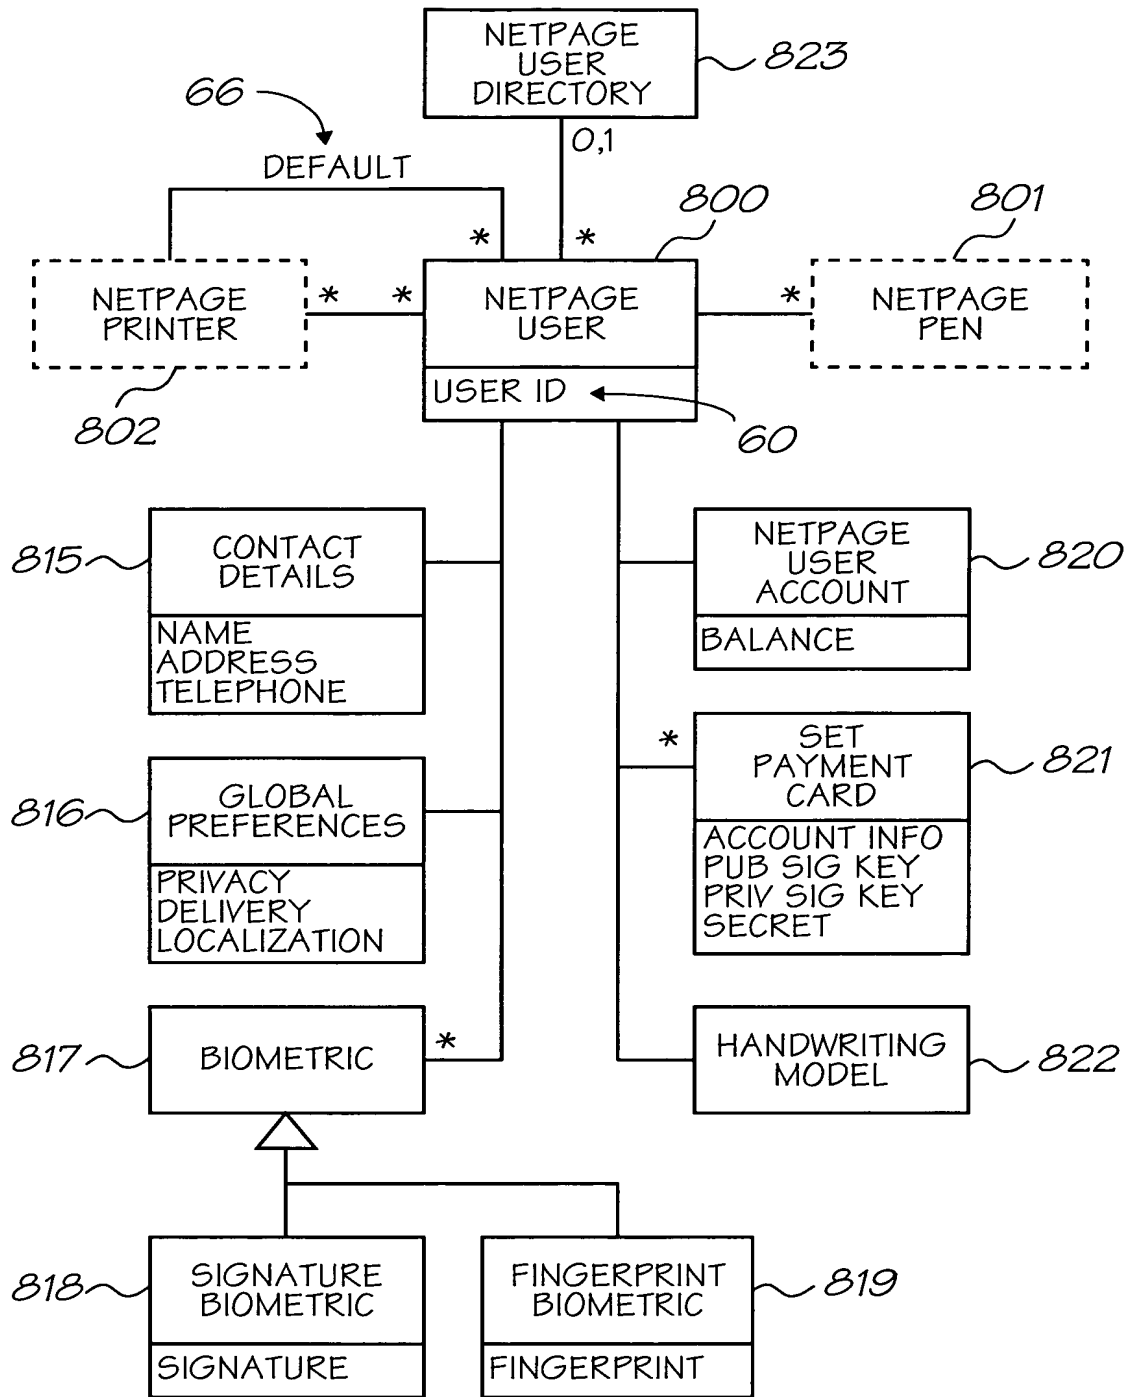 NETPAGE
USER
DIRECTORY
823
66
0,1
DEFAULT
800
801
*
*
NETPAGE
PRINTER
*
*
NETPAGE
USER
*
NETPAGE
PEN
USER ID
802
60
815
CONTACT
DETAILS
NAME
ADDRESS
TELEPHONE
NETPAGE
USER
ACCOUNT
820
BALANCE
816
GLOBAL
PREFERENCES
PRIVACY
DELIVERY
LOCALIZATION
*
SET
PAYMENT
CARD
821
ACCOUNT INFO
PUB SIG KEY
PRIV SIG KEY
SECRET
817
BIOMETRIC
*
HANDWRITING
MODEL
822
818
SIGNATURE
BIOMETRIC
SIGNATURE
FINGERPRINT
BIOMETRIC
819
FINGERPRINT